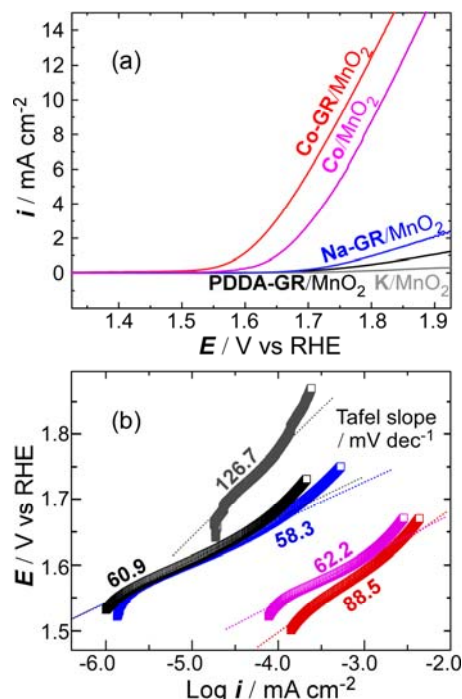 (a)
i / mA cm-2
14
12
10
8
6
4
2
0
Co-GR/MnO2
Co/MnO2
Na-GR/MnO2
PDDA-GR/MnO2
K/MnO2
1.4
1.5
1.6
1.7
1.8
1.9
E / V vs RHE
(b)
Tafel slope
/ mV dec-1
E / V vs RHE
1.8
1.7
1.6
1.5
126.7
60.9
58.3
62.2
88.5
-6.0
-5.0
-4.0
-3.0
-2.0
Log i / mA cm-2